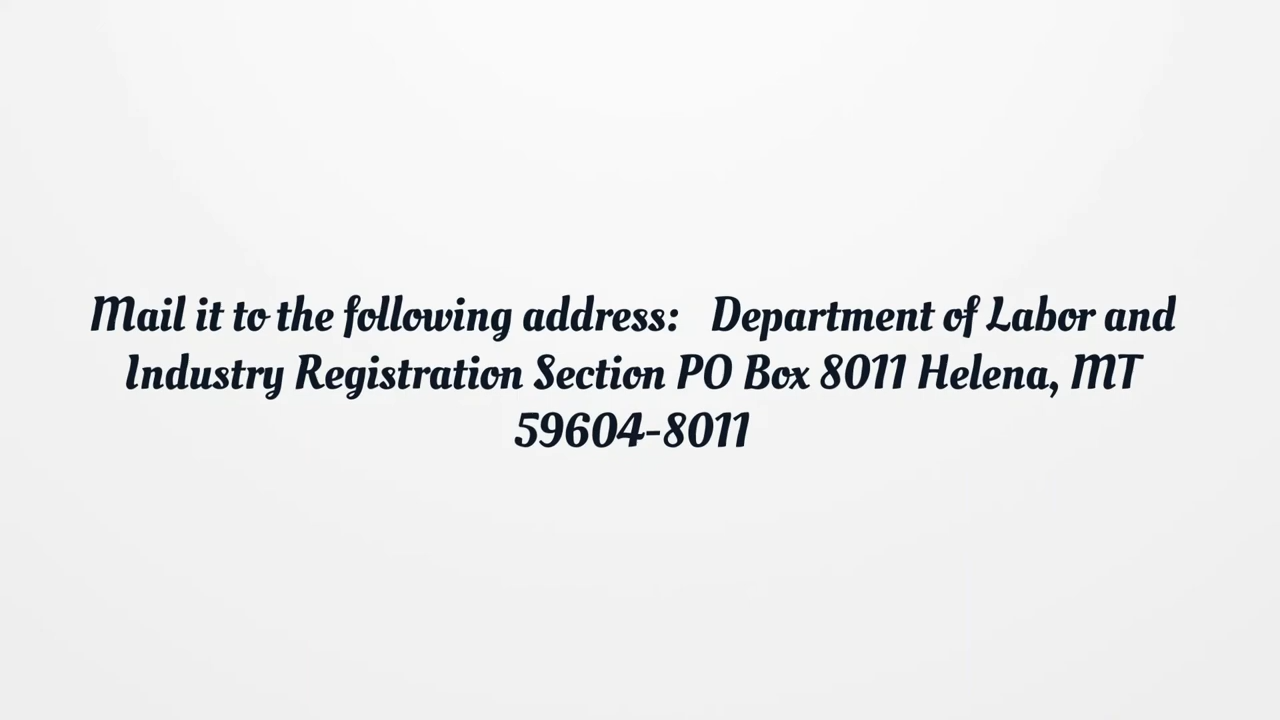 Mail it to the following address:   Department of Labor and
Industry Registration Section PO Box 8011 Helena, MT
59604-8011